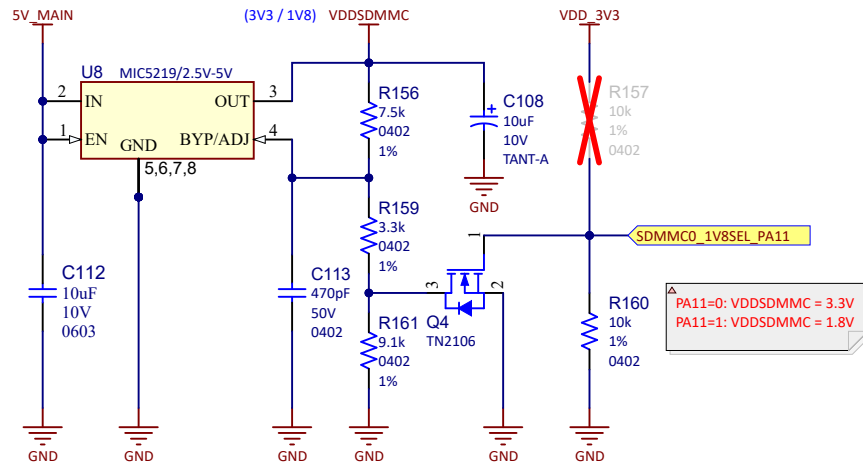 5V_MAIN
(3V3 / 1V8)
VDDSDMMC
VDD_3V3
U8
MIC5219/2.5V-5V
2
IN
OUT
3
1
EN
BYP/ADJ
4
GND
5,6,7,8
R156
7.5k
0402
1%
C108
10uF
10V
TANT-A
+
GND
R157
10k
1%
0402
R159
3.3k
0402
1%
1
SDMMC0_1V8SEL_PA11
C112
10uF
10V
0603
C113
470pF
50V
0402
3
2
Q4
TN2106
R161
9.1k
0402
1%
R160
10k
1%
0402
PA11=0: VDDSDMMC = 3.3V
PA11=1: VDDSDMMC = 1.8V
GND
GND
GND
GND
GND
GND